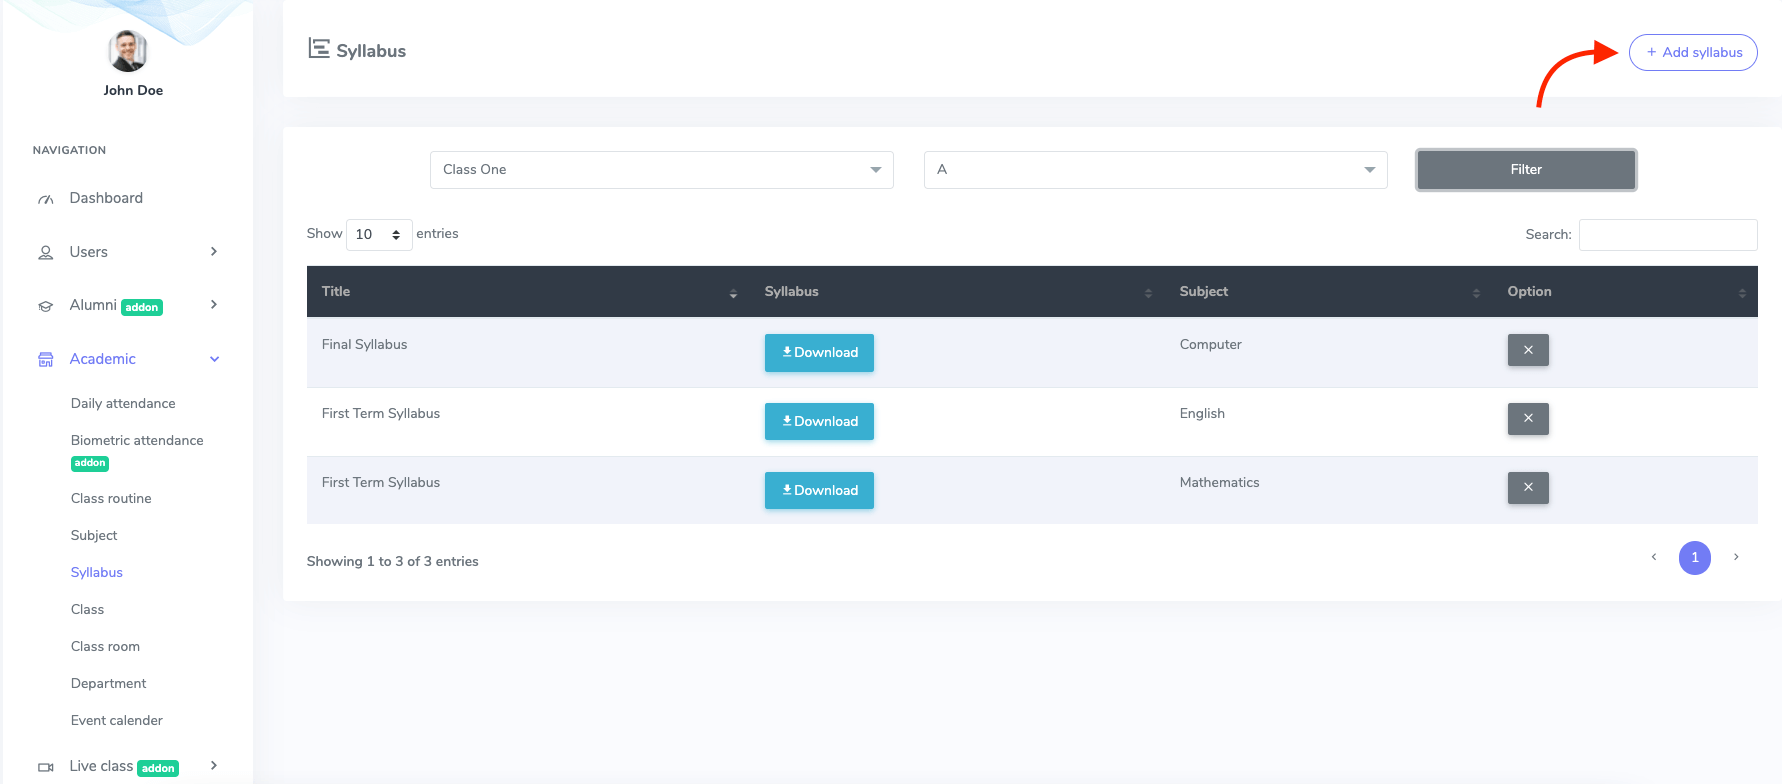 John Doe
NAVIGATION
Dashboard
Users
Alumni addon
Academic
Daily attendance
Biometric attendance
addon
Class routine
Subject
Syllabus
Class
Class room
Department
Event calender
Live class addon
Syllabus
+ Add syllabus
Class One
A
Filter
Show 10 entries
Search:
Title Syllabus Subject Option
Final Syllabus Download Computer ×
First Term Syllabus Download English ×
First Term Syllabus Download Mathematics ×
Showing 1 to 3 of 3 entries
‹ 1 ›